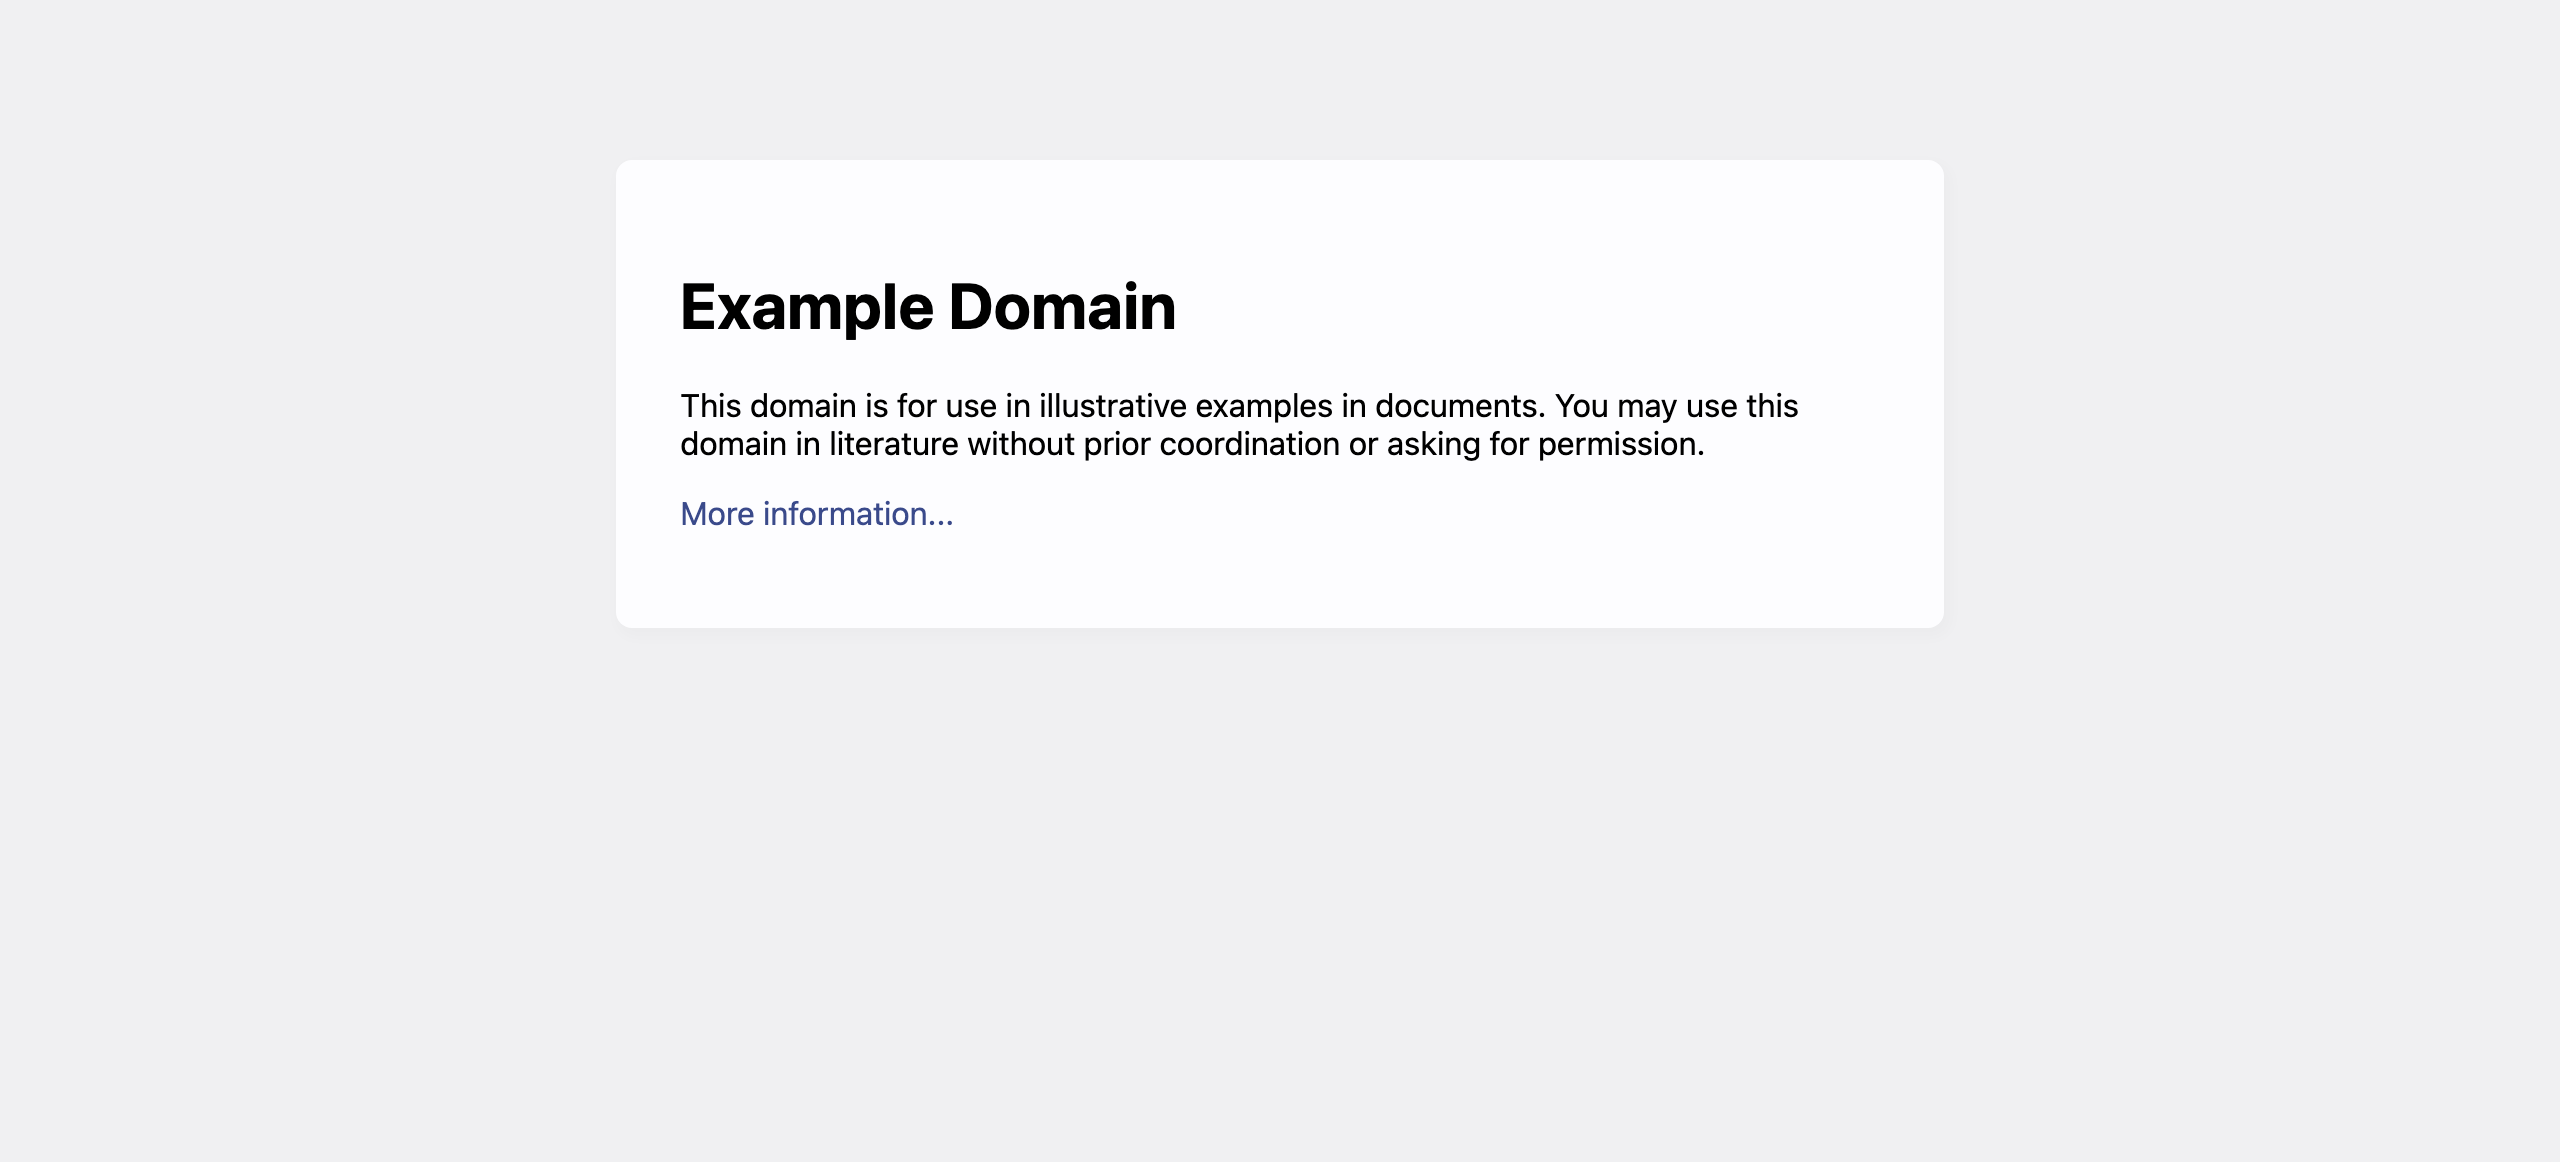 Example Domain
This domain is for use in illustrative examples in documents. You may use this
domain in literature without prior coordination or asking for permission.
More information...